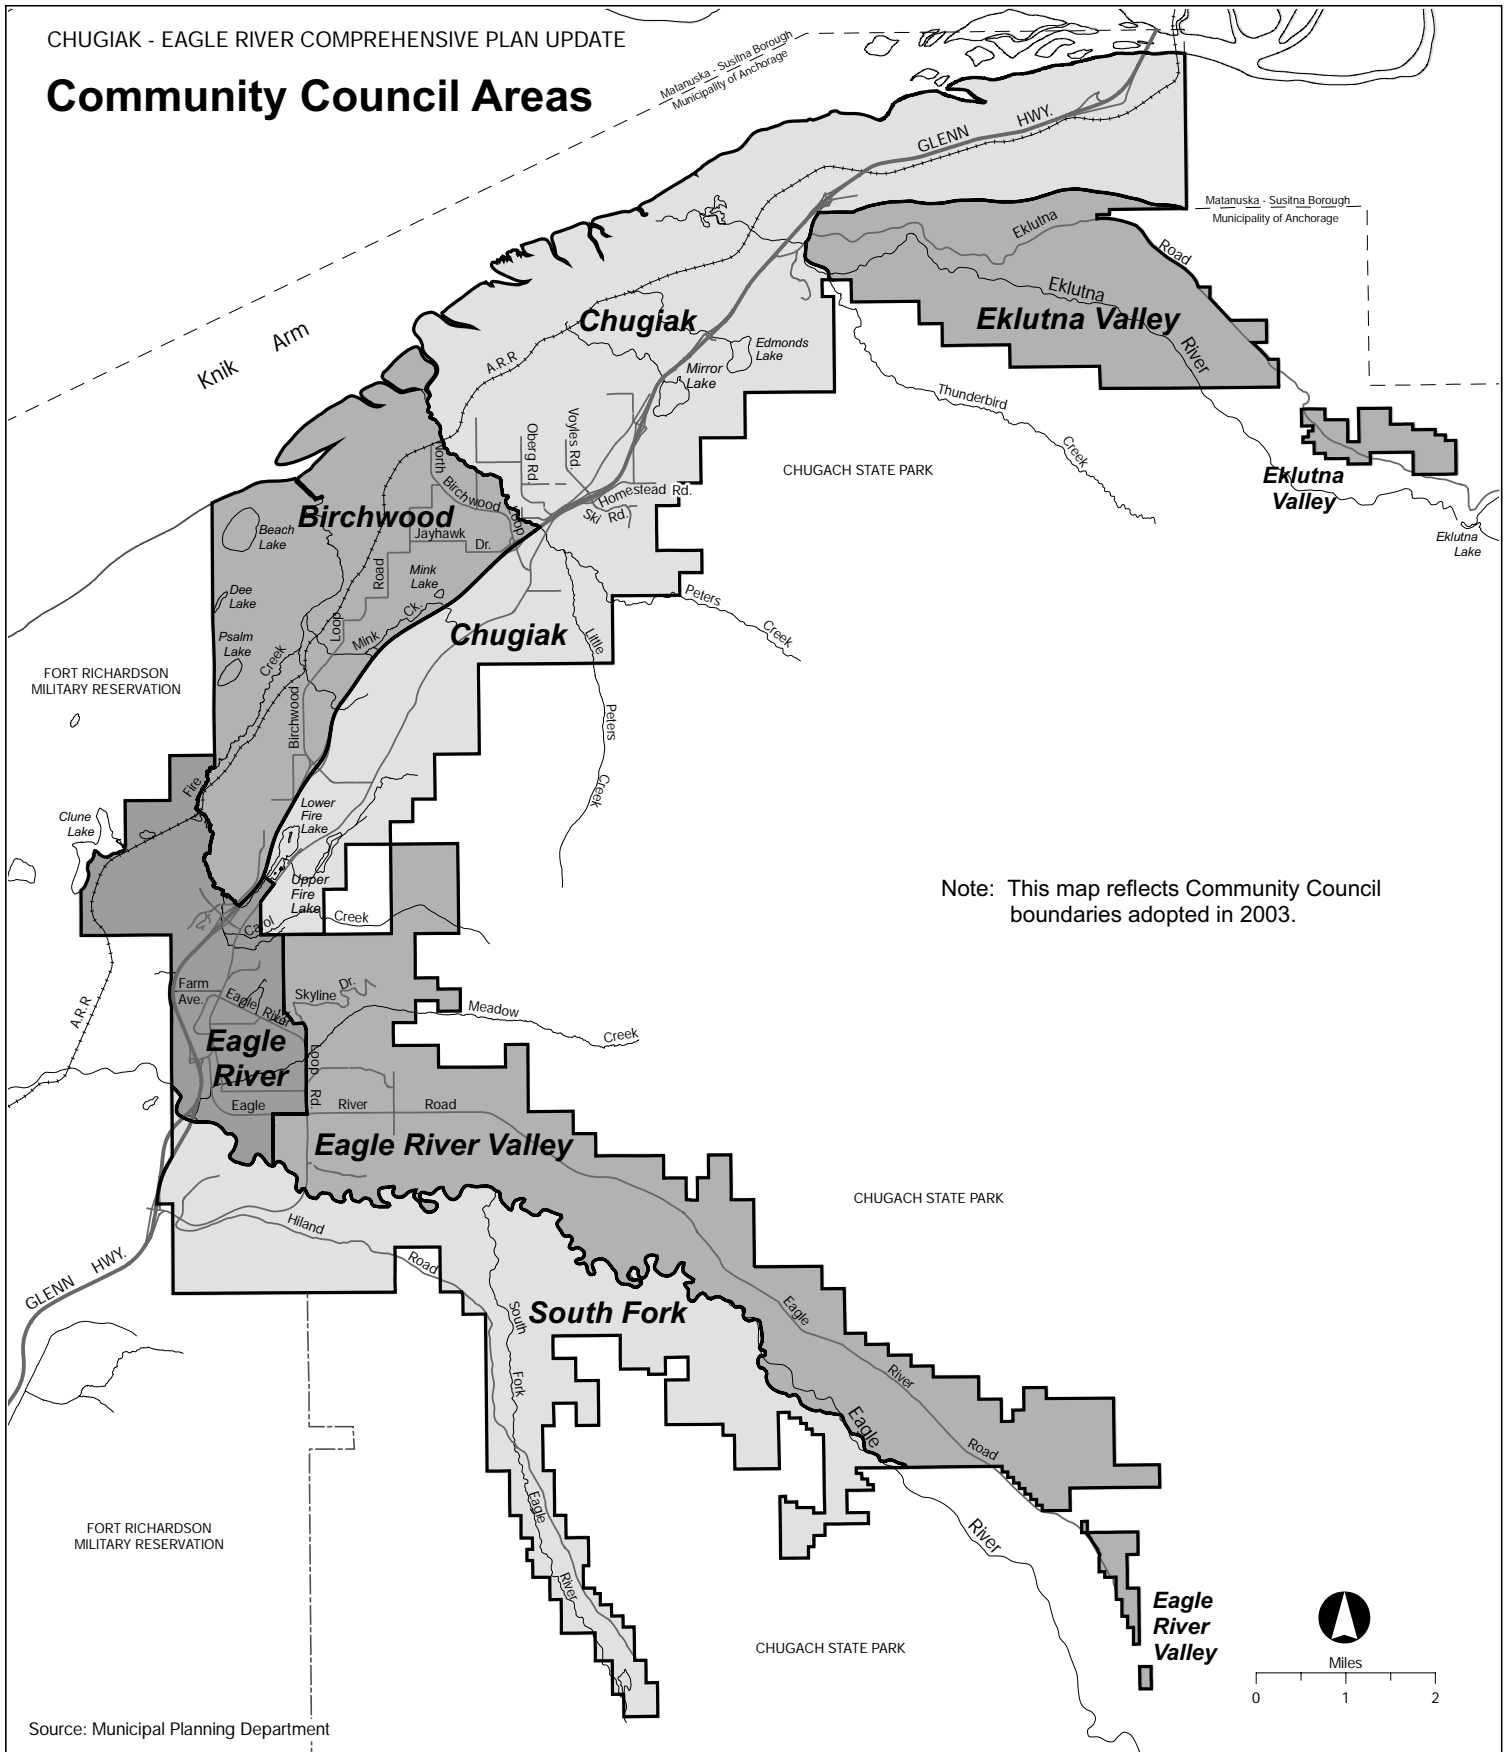 CHUGIAK - EAGLE RIVER COMPREHENSIVE PLAN UPDATE
Community Council Areas
Matanuska - Susitna Borough
Municipality of Anchorage
GLENN HWY.
Matanuska - Susitna Borough
Municipality of Anchorage
Eklutna Road
Eklutna River
Eklutna Valley
Chugiak
Knik Arm
A.R.R
Edmonds
Lake
Mirror
Lake
Thunderbird Creek
Oberg Rd.
Voyles Rd.
CHUGACH STATE PARK
Eklutna
Valley
Eklutna
Lake
North Birchwood Loop
Homestead Rd.
Ski Rd.
Birchwood
Beach
Lake
Jayhawk Dr.
Mink
Lake
Dee
Lake
Mink Ck.
Psalm
Lake
Birchwood Loop Road
Chugiak
Peters Creek
Little Peters Creek
FORT RICHARDSON
MILITARY RESERVATION
Fire Creek
Clune
Lake
Lower
Fire
Lake
Upper
Fire
Lake
Carol Creek
Note: This map reflects Community Council
boundaries adopted in 2003.
A.R.R
Farm
Ave.
Eagle River Loop Rd.
Skyline Dr.
Meadow Creek
Eagle
River
Eagle River Road
Eagle River Valley
CHUGACH STATE PARK
Hiland Road
GLENN HWY.
South Fork
South Fork Eagle River
Eagle River Road
Eagle River
FORT RICHARDSON
MILITARY RESERVATION
Eagle
River
Valley
CHUGACH STATE PARK
Miles
0 1 2
Source: Municipal Planning Department